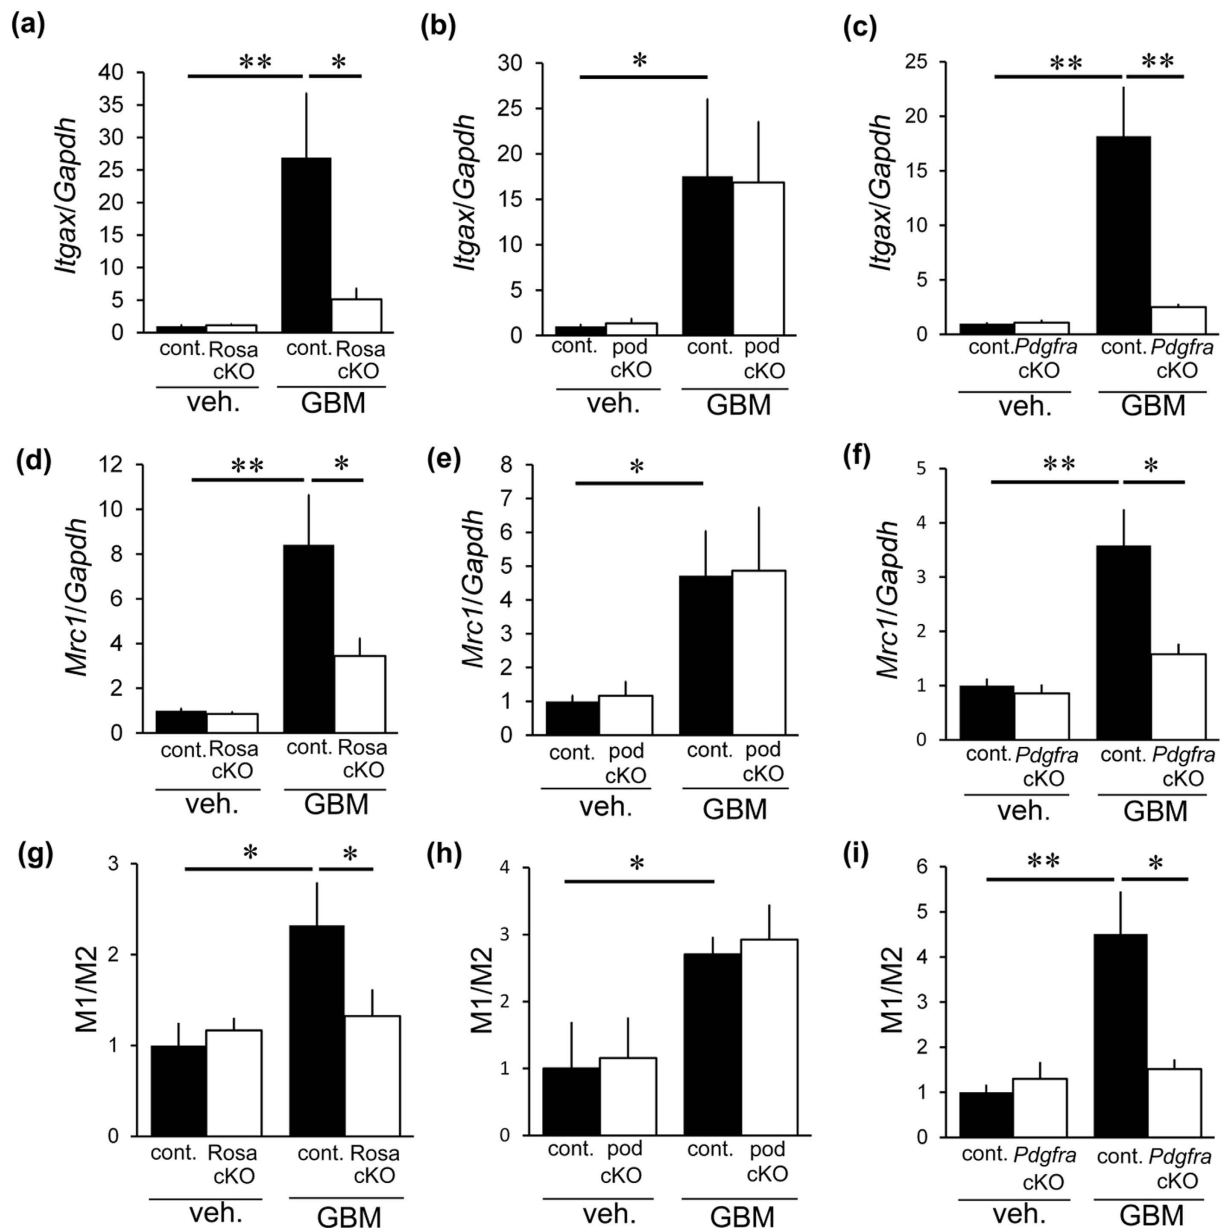 (a)
** *
Itgax/Gapdh
40
35
30
25
20
15
10
5
0
cont. Rosa cont. Rosa
cKO cKO
veh. GBM
(b)
*
Itgax/Gapdh
30
25
20
15
10
5
0
cont. pod cont. pod
cKO cKO
veh. GBM
(c)
** **
Itgax/Gapdh
25
20
15
10
5
0
cont. Pdgfra cont. Pdgfra
cKO cKO
veh. GBM
(d)
** *
Mrc1/Gapdh
12
10
8
6
4
2
0
cont. Rosa cont. Rosa
cKO cKO
veh. GBM
(e)
*
Mrc1/Gapdh
8
7
6
5
4
3
2
1
0
cont. pod cont. pod
cKO cKO
veh. GBM
(f)
** *
Mrc1/Gapdh
5
4
3
2
1
0
cont. Pdgfra cont. Pdgfra
cKO cKO
veh. GBM
(g)
* *
M1/M2
3
2
1
0
cont. Rosa cont. Rosa
cKO cKO
veh. GBM
(h)
*
M1/M2
4
3
2
1
0
cont. pod cont. pod
cKO cKO
veh. GBM
(i)
** *
M1/M2
6
5
4
3
2
1
0
cont. Pdgfra cont. Pdgfra
cKO cKO
veh. GBM